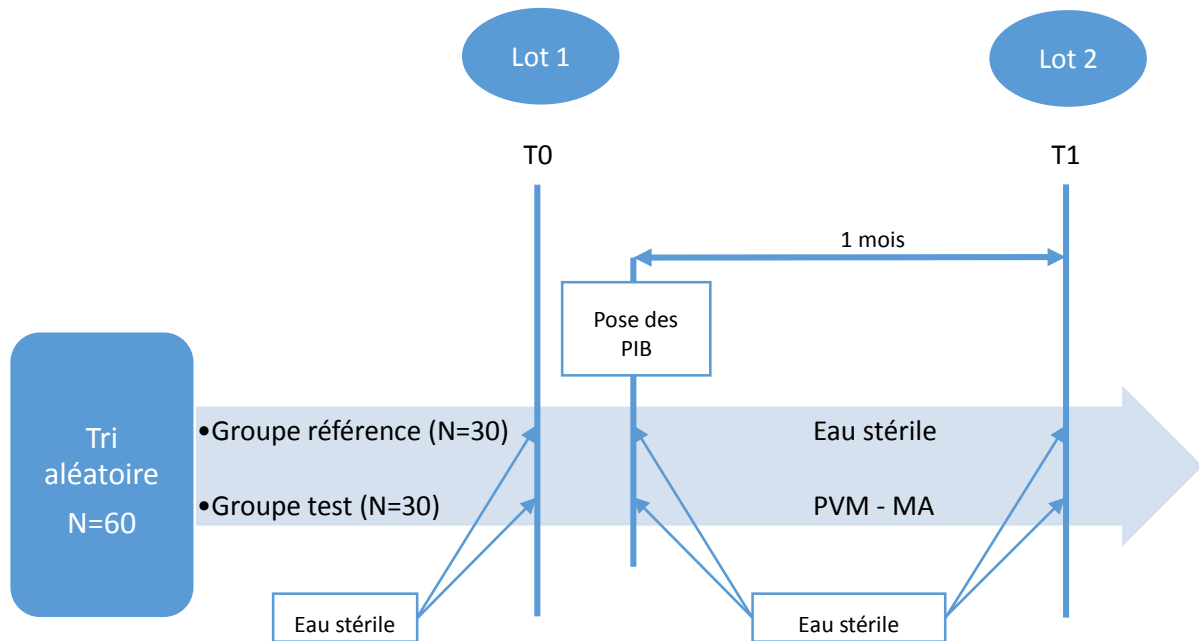 Lot 1
Lot 2
T0
T1
1 mois
Pose des
PIB
Tri
aléatoire
N=60
•Groupe référence (N=30)
Eau stérile
•Groupe test (N=30)
PVM - MA
Eau stérile
Eau stérile